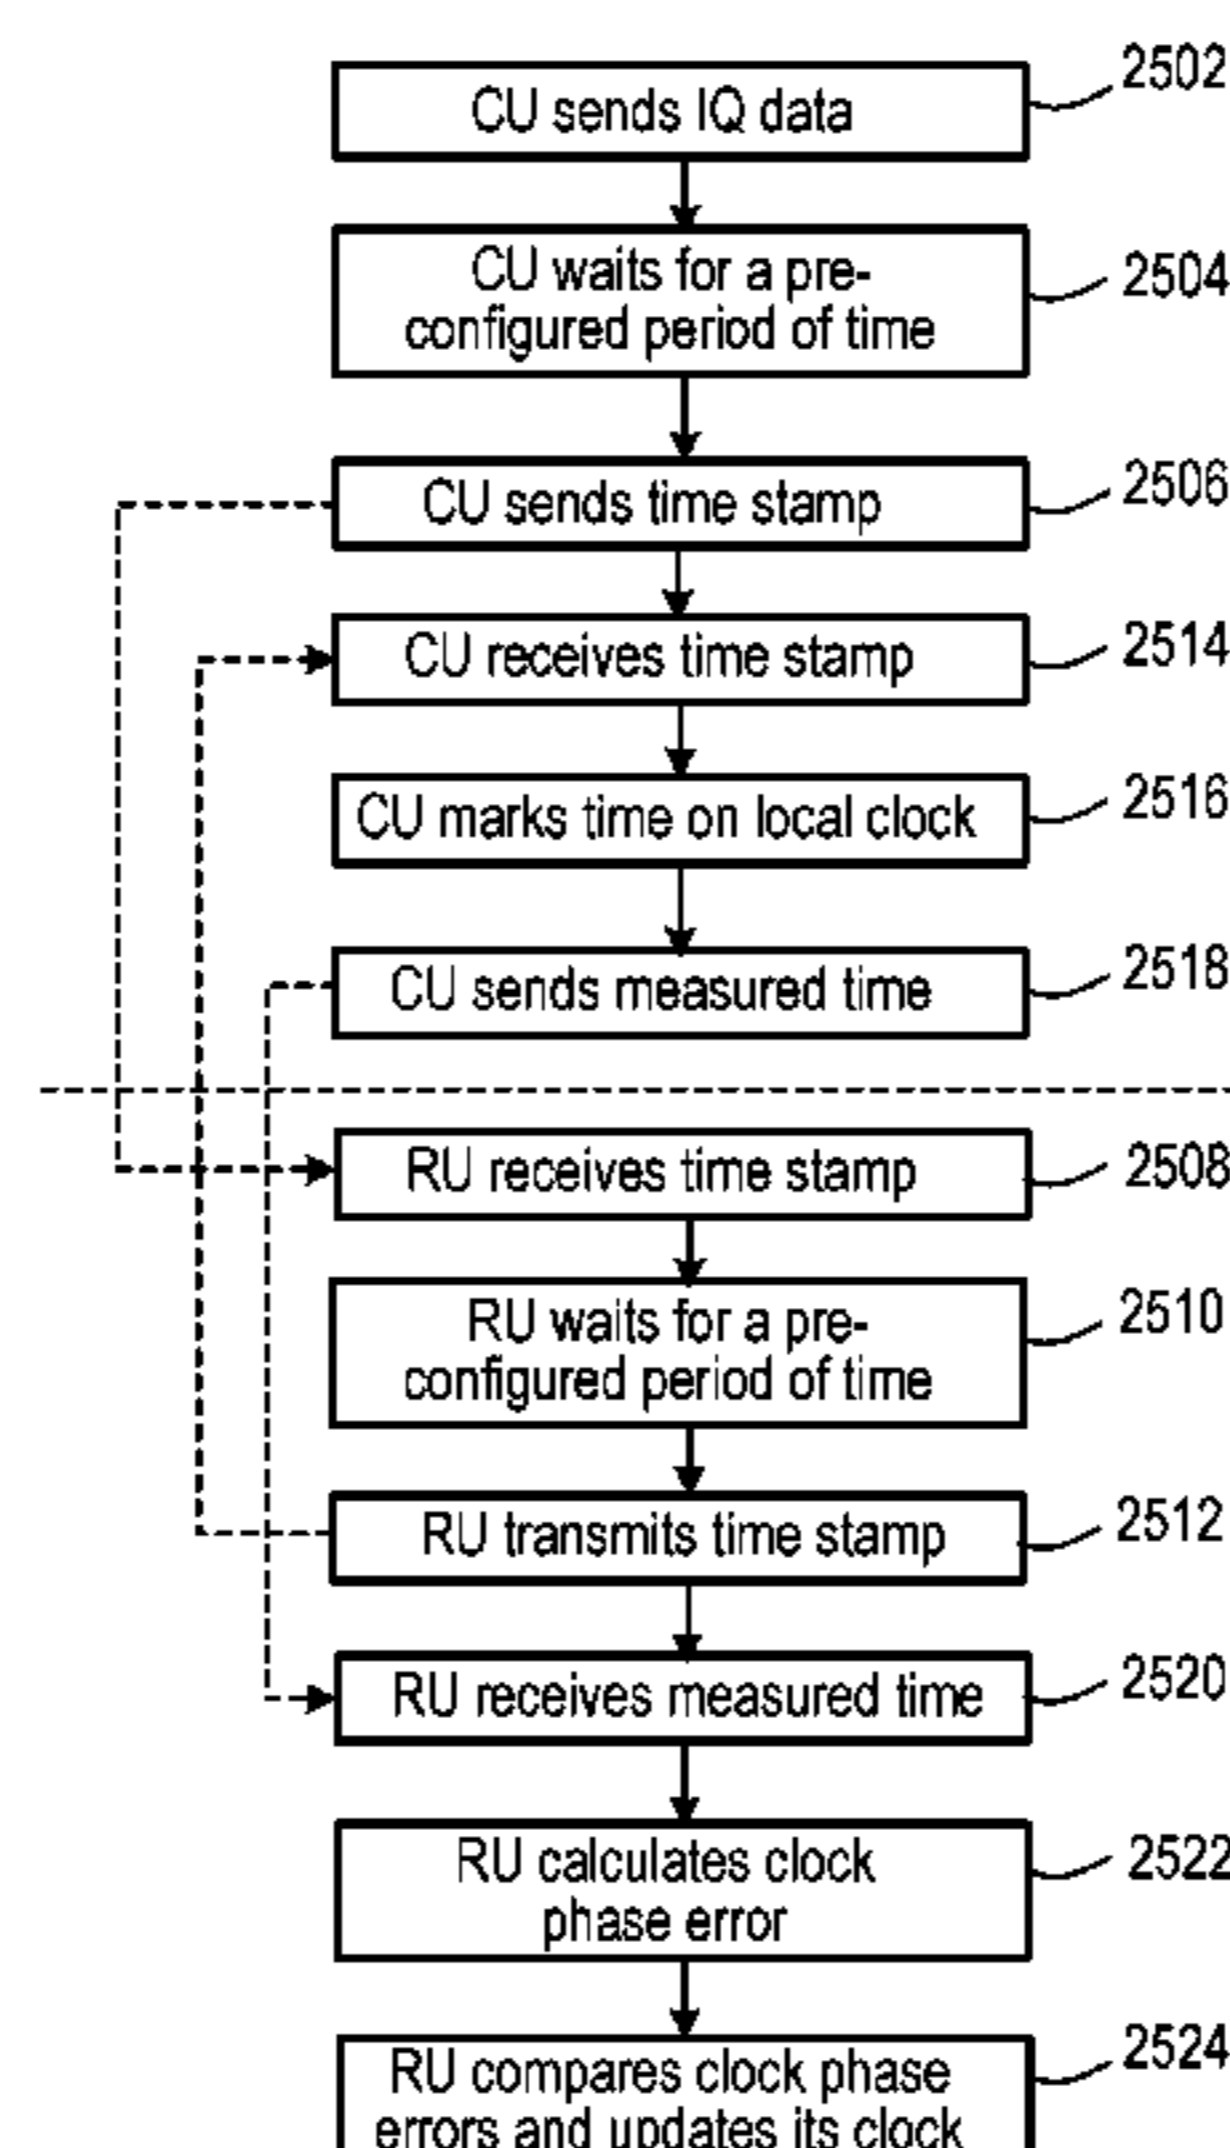 CU sends IQ data
2502
CU waits for a pre-
configured period of time
2504
CU sends time stamp
2506
CU receives time stamp
2514
CU marks time on local clock
2516
CU sends measured time
2518
RU receives time stamp
2508
RU waits for a pre-
configured period of time
2510
RU transmits time stamp
2512
RU receives measured time
2520
RU calculates clock
phase error
2522
RU compares clock phase
errors and updates its clock
2524